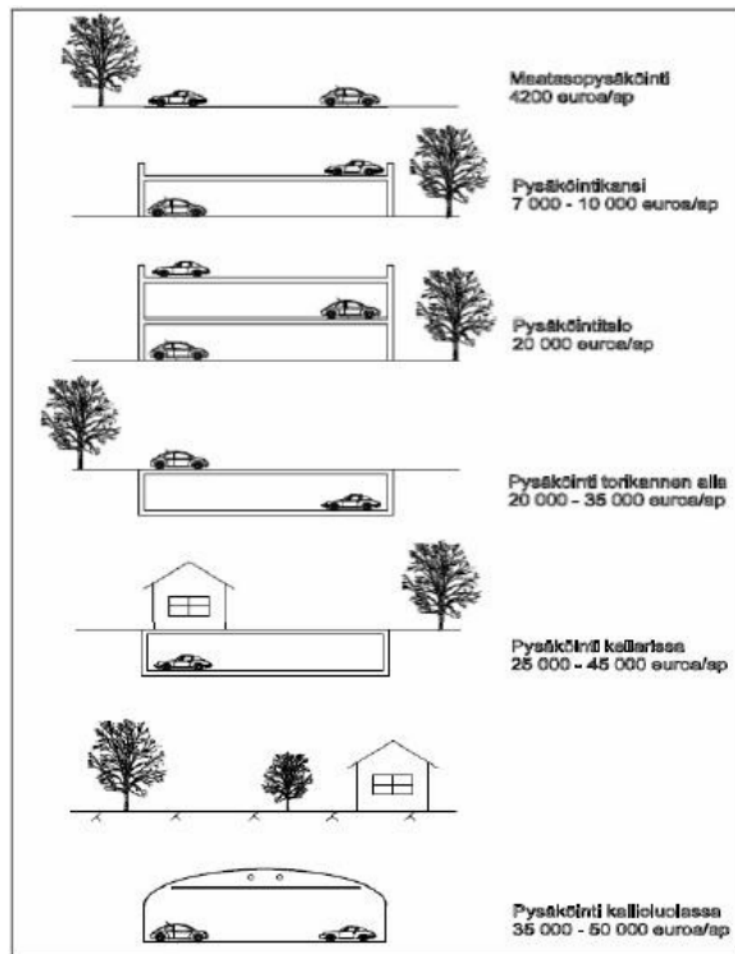 Maatasopysäköinti
4200 euroa/ap
Pysäköintikansi
7 000 - 10 000 euroa/ap
Pysäköintitalo
20 000 euroa/ap
Pysäköinti torikannen alla
20 000 - 35 000 euroa/ap
Pysäköinti kellarissa
25 000 - 45 000 euroa/ap
Pysäköinti kallioluolassa
35 000 - 50 000 euroa/ap